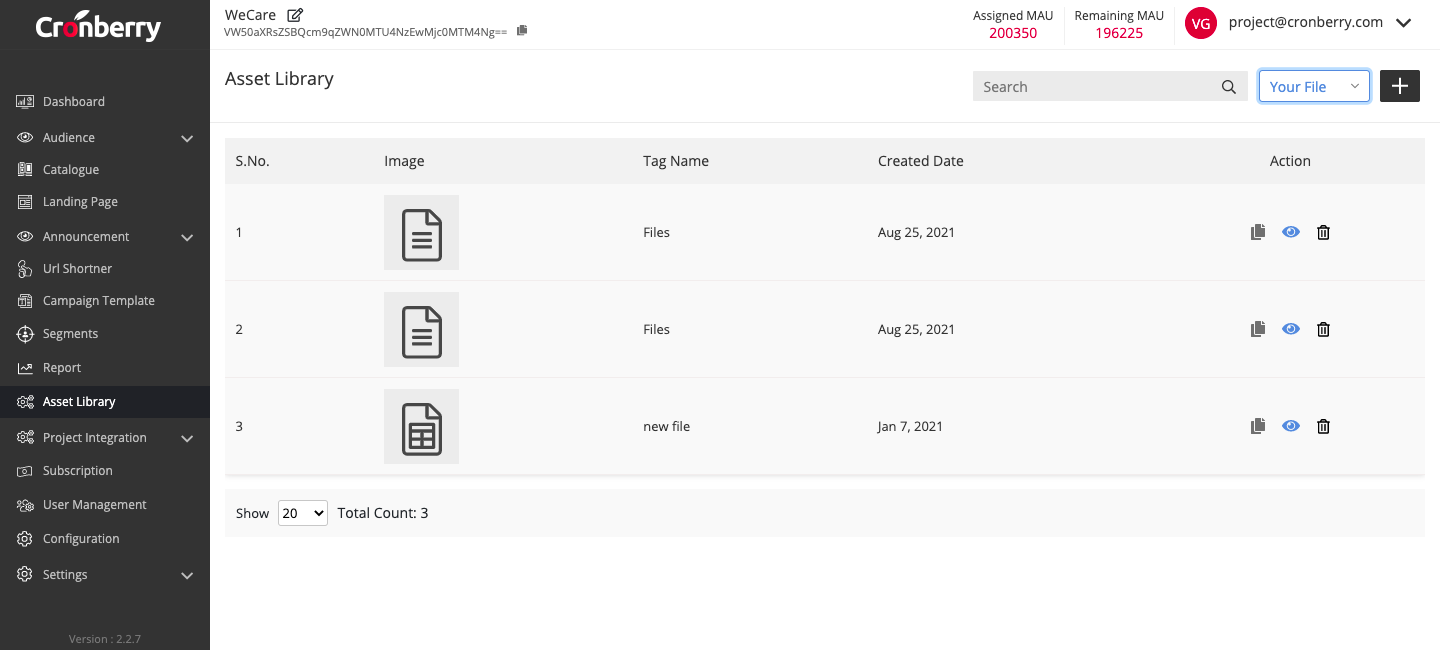 Cronberry
WeCare
VW50aXRsZSBQcm9qZWN0MTU4NzEwMjc0MTM4Ng==
Assigned MAU
200350
Remaining MAU
196225
VG
project@cronberry.com
Dashboard
Audience
Catalogue
Landing Page
Announcement
Url Shortner
Campaign Template
Segments
Report
Asset Library
Project Integration
Subscription
User Management
Configuration
Settings
Version : 2.2.7
Asset Library
Search
Your File
S.No. Image Tag Name Created Date Action
1 Files Aug 25, 2021
2 Files Aug 25, 2021
3 new file Jan 7, 2021
Show 20 Total Count: 3